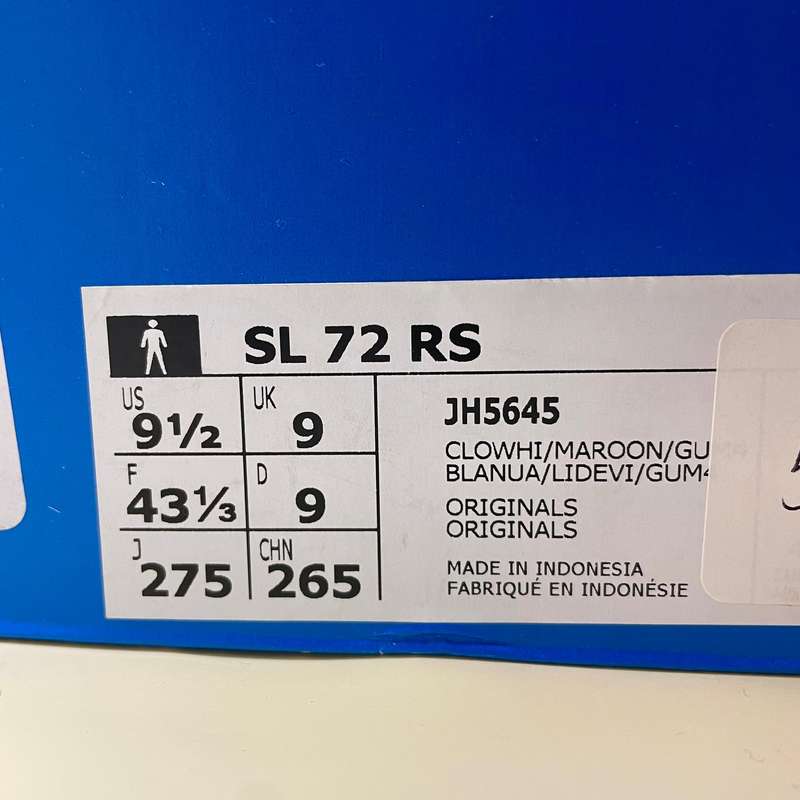 SL 72 RS
US 9½ UK 9
F 43⅓ D 9
J 275 CHN 265
JH5645
CLOWHI/MAROON/GU
BLANUA/LIDEVI/GUM4
ORIGINALS
ORIGINALS
MADE IN INDONESIA
FABRIQUÉ EN INDONÉSIE